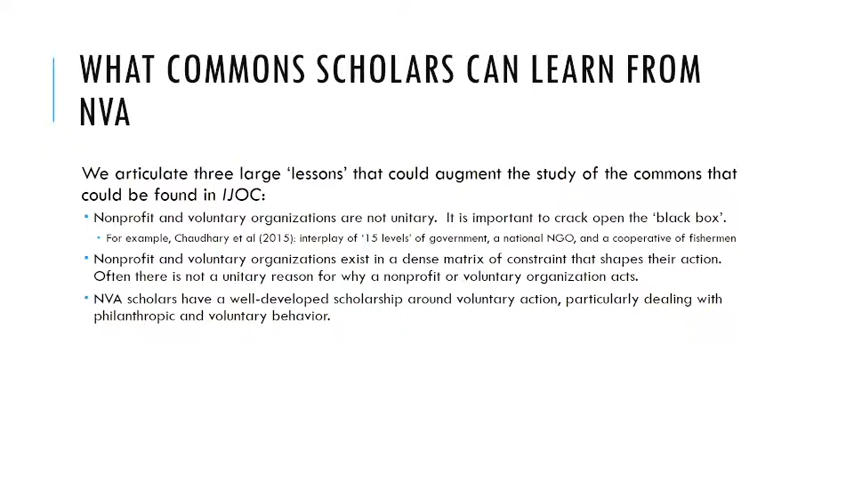 WHAT COMMONS SCHOLARS CAN LEARN FROM
NVA
We articulate three large ‘lessons’ that could augment the study of the commons that
could be found in IJOC:
• Nonprofit and voluntary organizations are not unitary.  It is important to crack open the ‘black box’.
• For example, Chaudhary et al (2015): interplay of ‘15 levels’ of government, a national NGO, and a cooperative of fishermen
• Nonprofit and voluntary organizations exist in a dense matrix of constraint that shapes their action.
Often there is not a unitary reason for why a nonprofit or voluntary organization acts.
• NVA scholars have a well-developed scholarship around voluntary action, particularly dealing with
philanthropic and voluntary behavior.